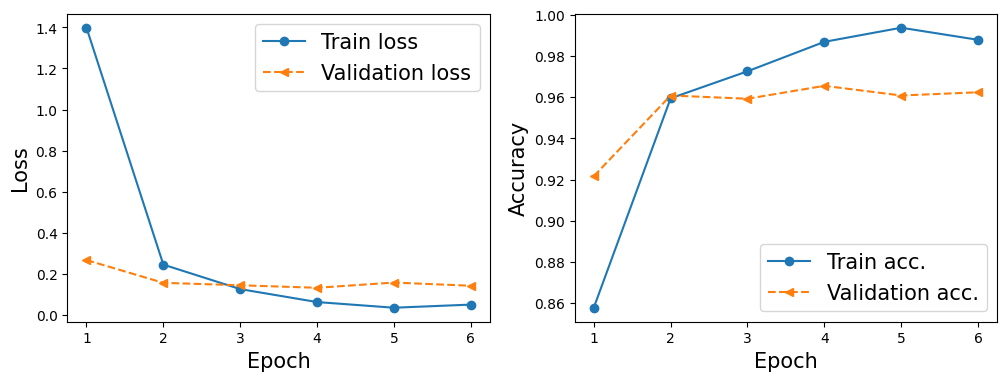 1.4
1.2
1.0
0.8
0.6
0.4
0.2
0.0
Loss
Train loss
Validation loss
1 2 3 4 5 6
Epoch
1.00
0.98
0.96
0.94
0.92
0.90
0.88
0.86
Accuracy
Train acc.
Validation acc.
1 2 3 4 5 6
Epoch